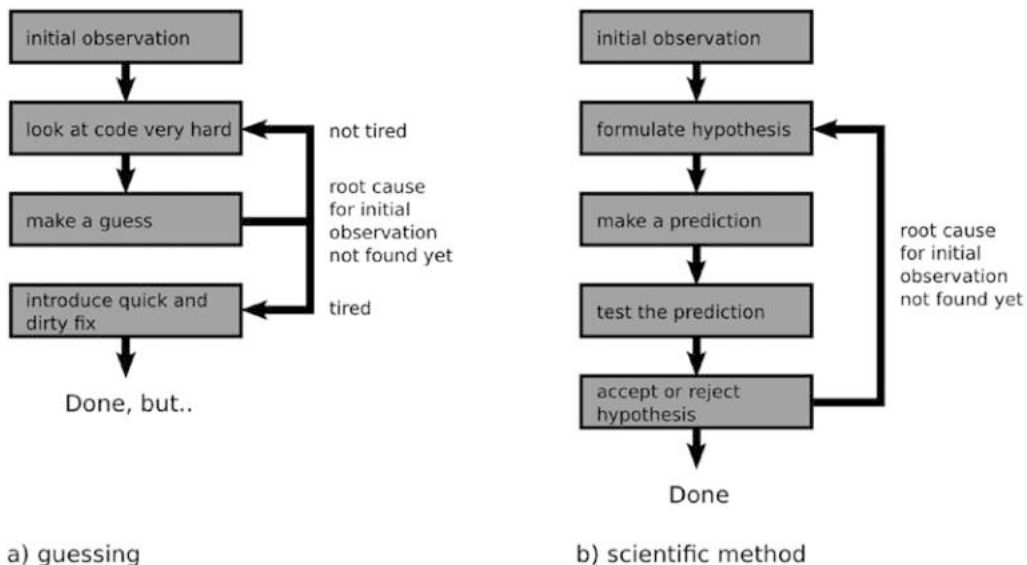 initial observation
look at code very hard
not tired
root cause
for initial
observation
not found yet
make a guess
introduce quick and
dirty fix
tired
Done, but..
a) guessing
initial observation
formulate hypothesis
make a prediction
root cause
for initial
observation
not found yet
test the prediction
accept or reject
hypothesis
Done
b) scientific method